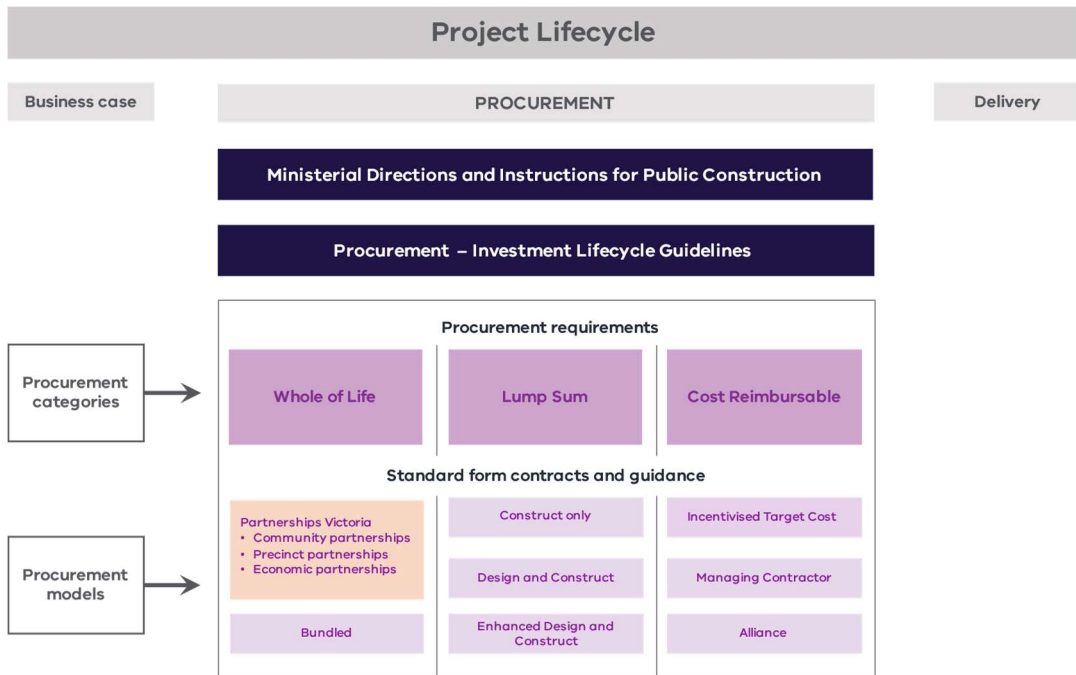 Project Lifecycle
Business case
PROCUREMENT
Delivery
Ministerial Directions and Instructions for Public Construction
Procurement – Investment Lifecycle Guidelines
Procurement requirements
Procurement
categories
Whole of Life
Lump Sum
Cost Reimbursable
Standard form contracts and guidance
Procurement
models
Partnerships Victoria
• Community partnerships
• Precinct partnerships
• Economic partnerships
Bundled
Construct only
Design and Construct
Enhanced Design and
Construct
Incentivised Target Cost
Managing Contractor
Alliance